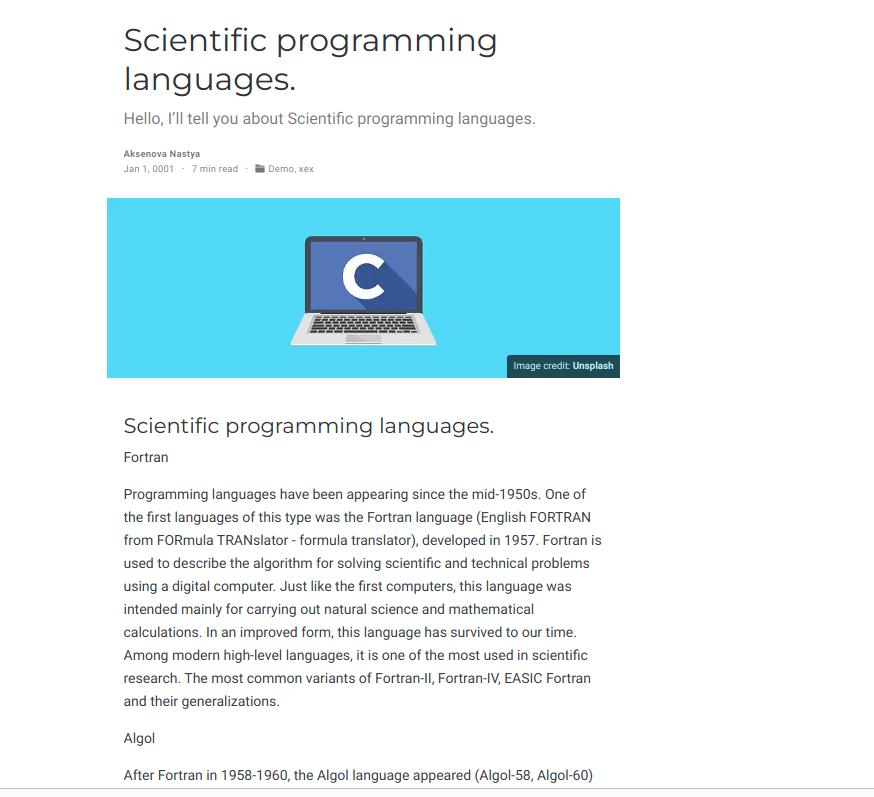 Scientific programming
languages.
Hello, I'll tell you about Scientific programming languages.
Aksenova Nastya
Jan 1, 0001 · 7 min read · Demo, xex
C
Image credit: Unsplash
Scientific programming languages.
Fortran
Programming languages have been appearing since the mid-1950s. One of
the first languages of this type was the Fortran language (English FORTRAN
from FORmula TRANslator - formula translator), developed in 1957. Fortran is
used to describe the algorithm for solving scientific and technical problems
using a digital computer. Just like the first computers, this language was
intended mainly for carrying out natural science and mathematical
calculations. In an improved form, this language has survived to our time.
Among modern high-level languages, it is one of the most used in scientific
research. The most common variants of Fortran-II, Fortran-IV, EASIC Fortran
and their generalizations.
Algol
After Fortran in 1958-1960, the Algol language appeared (Algol-58, Algol-60)